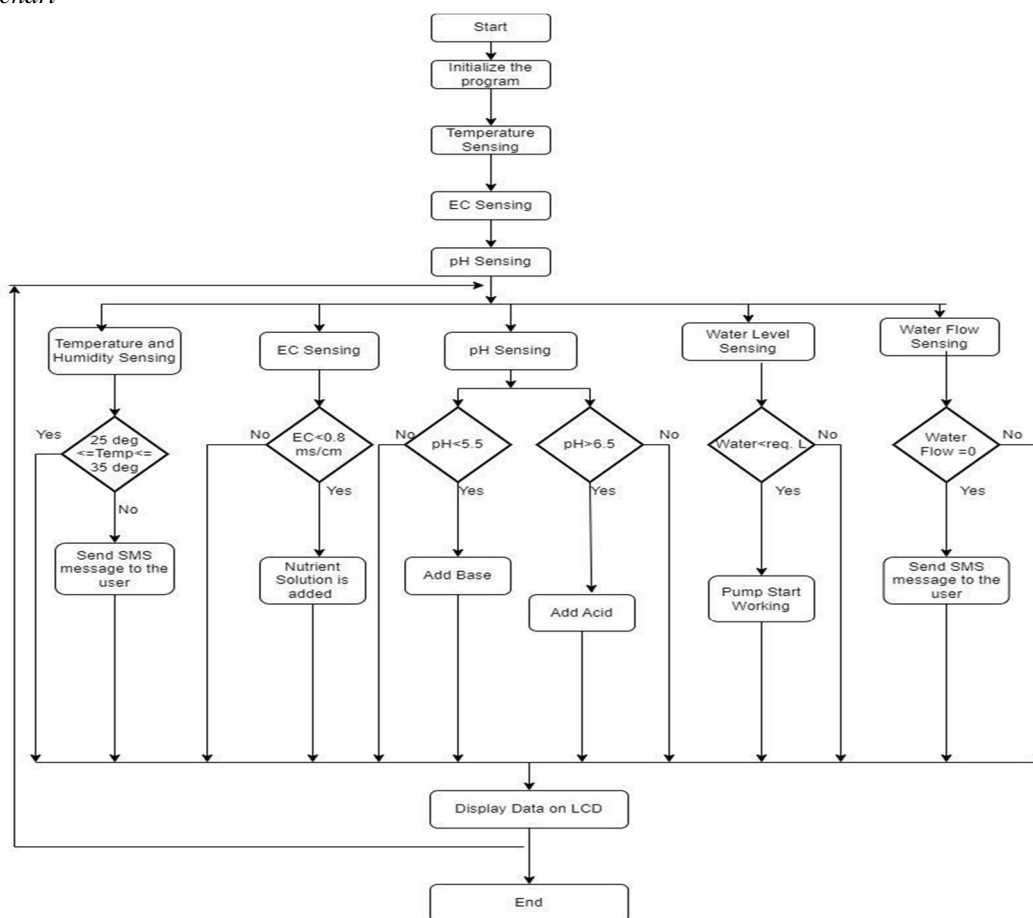 Start
Initialize the
program
Temperature
Sensing
EC Sensing
pH Sensing
Temperature and
Humidity Sensing
EC Sensing
pH Sensing
Water Level
Sensing
Water Flow
Sensing
Yes
25 deg
<=Temp<=
35 deg
No
No
EC<0.8
ms/cm
Yes
No
pH<5.5
Yes
pH>6.5
No
Yes
Water<req. L
No
Yes
Water
Flow =0
No
Yes
Send SMS
message to the
user
Nutrient
Solution is
added
Add Base
Add Acid
Pump Start
Working
Send SMS
message to the
user
Display Data on LCD
End